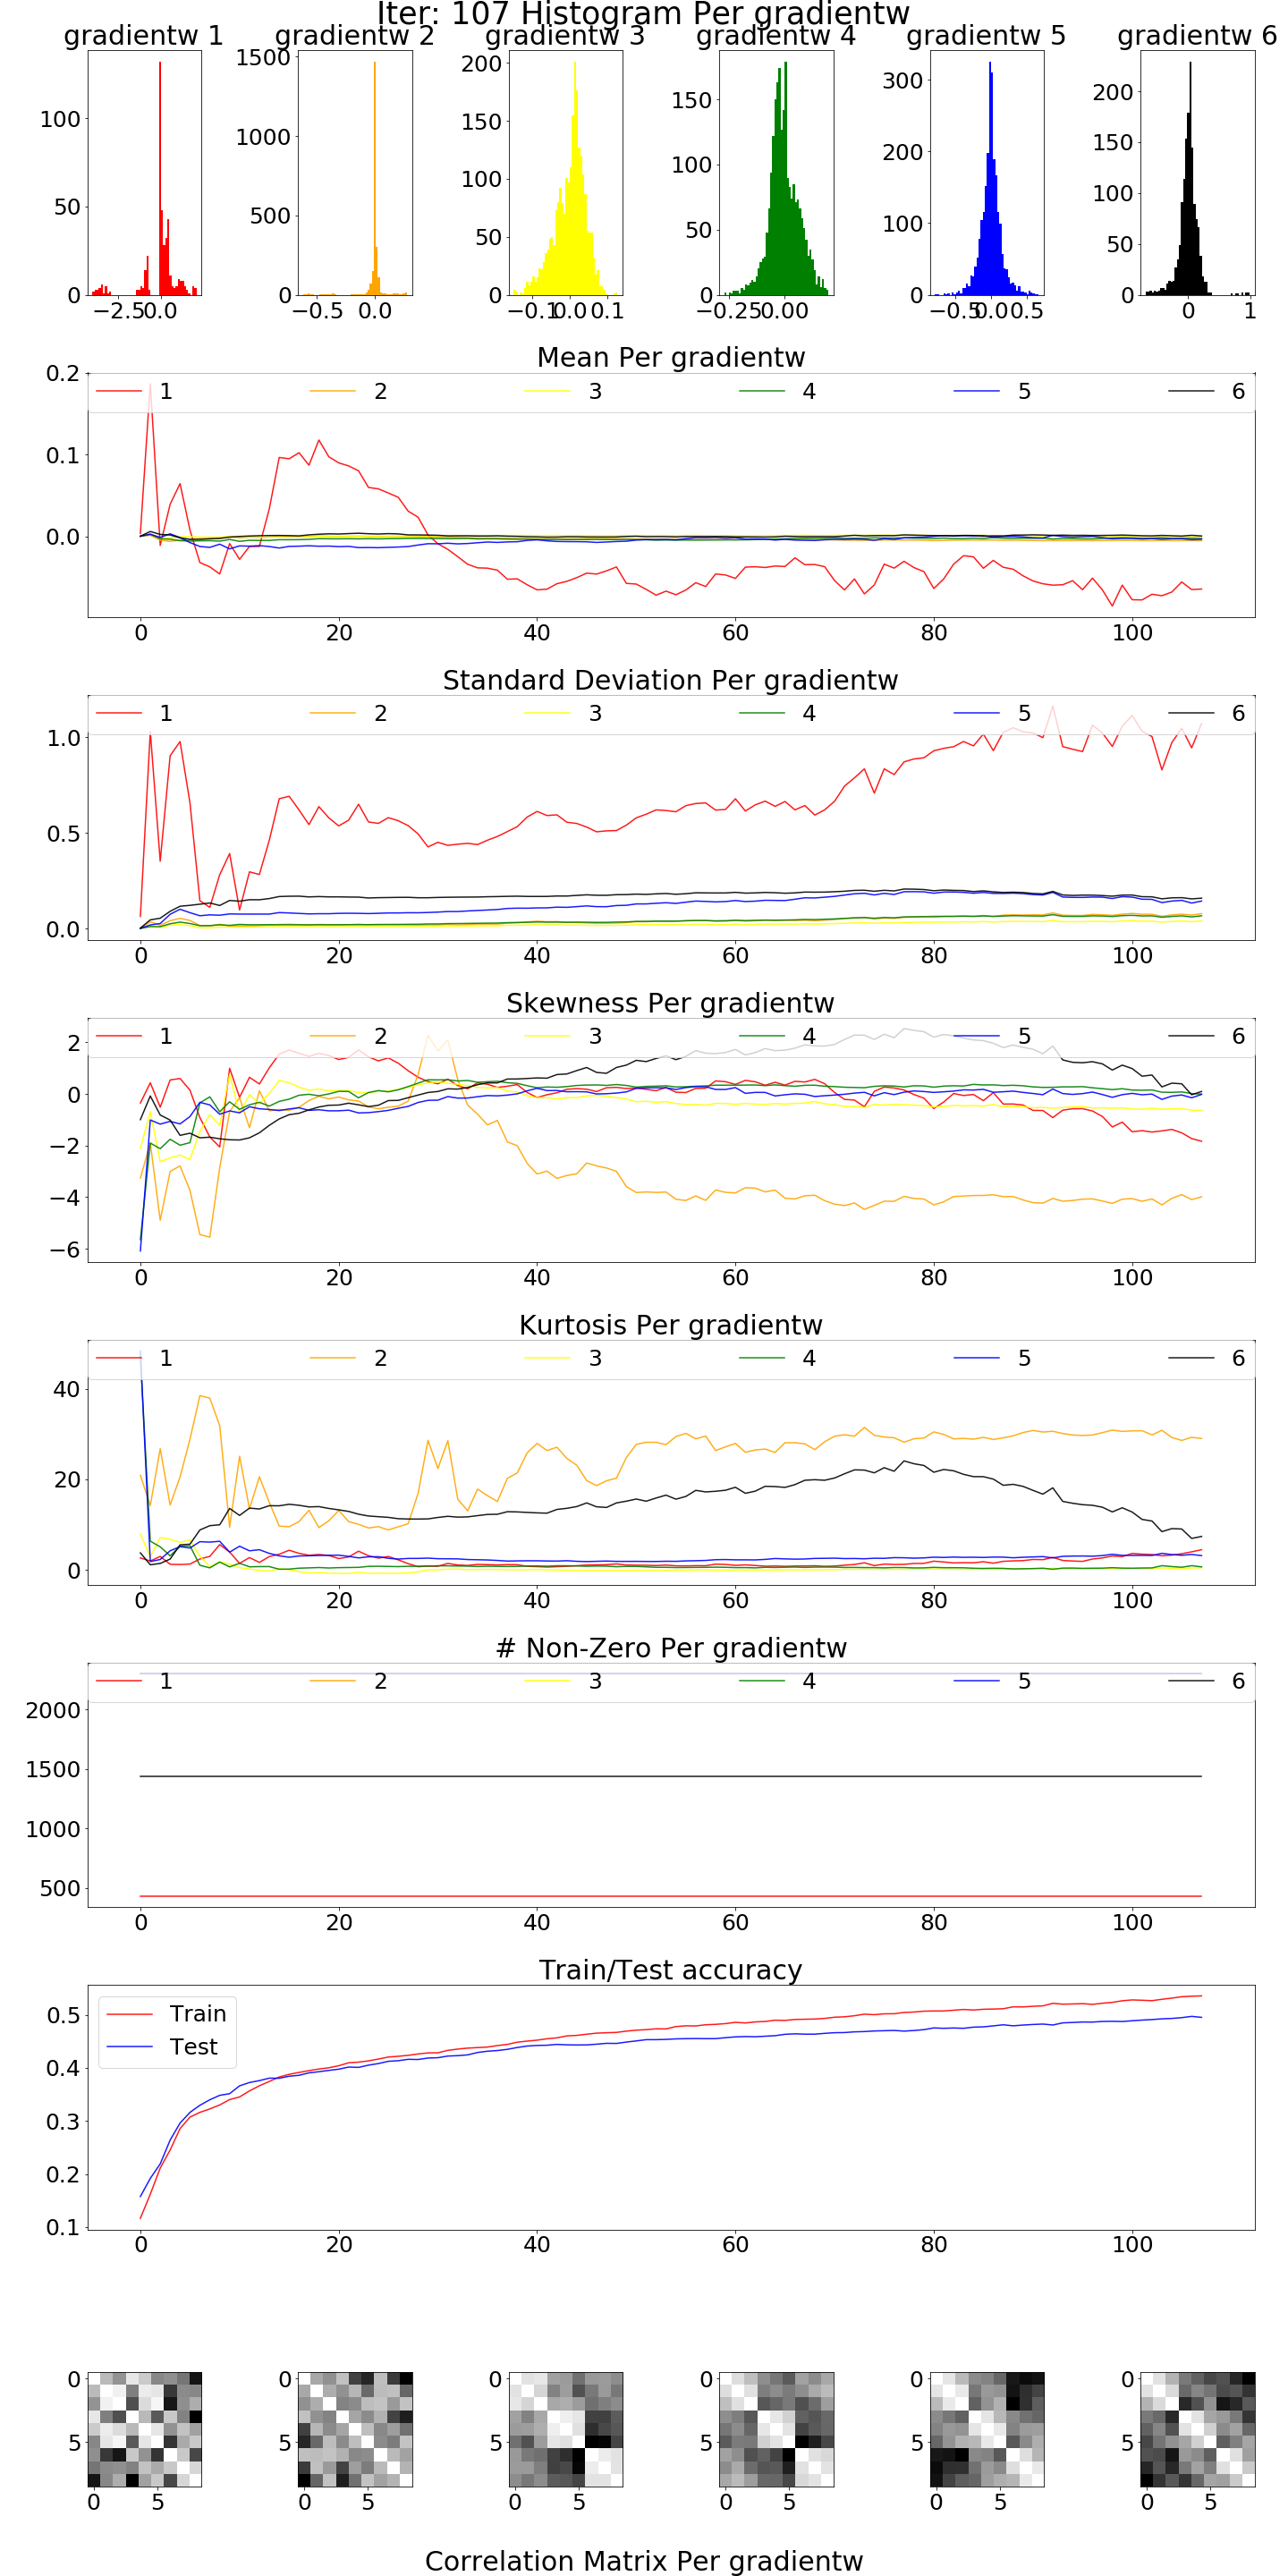 Iter: 107 Histogram Per gradientw
gradientw 1 gradientw 2 gradientw 3 gradientw 4 gradientw 5 gradientw 6
100
50
0
−2.5 0.0
1500
1000
500
0
−0.5 0.0
200
150
100
50
0
−0.1 0.0 0.1
150
100
50
0
−0.25 0.00
300
200
100
0
−0.5 0.0 0.5
200
150
100
50
0
0 1
Mean Per gradientw
1 2 3 4 5 6
0.2
0.1
0.0
0 20 40 60 80 100
Standard Deviation Per gradientw
1 2 3 4 5 6
1.0
0.5
0.0
0 20 40 60 80 100
Skewness Per gradientw
1 2 3 4 5 6
2
0
−2
−4
−6
0 20 40 60 80 100
Kurtosis Per gradientw
1 2 3 4 5 6
40
20
0
0 20 40 60 80 100
# Non-Zero Per gradientw
1 2 3 4 5 6
2000
1500
1000
500
0 20 40 60 80 100
Train/Test accuracy
Train
Test
0.5
0.4
0.3
0.2
0.1
0 20 40 60 80 100
0
5
0 5
0
5
0 5
0
5
0 5
0
5
0 5
0
5
0 5
0
5
0 5
Correlation Matrix Per gradientw